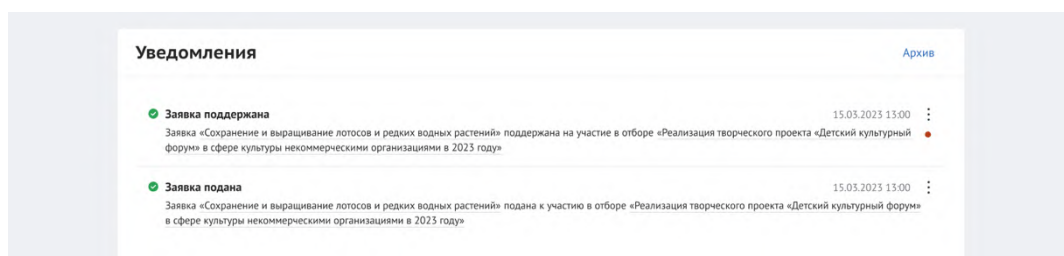 Уведомления
Архив
Заявка поддержана
15.03.2023 13:00
Заявка «Сохранение и выращивание лотосов и редких водных растений» поддержана на участие в отборе «Реализация творческого проекта «Детский культурный
форум» в сфере культуры некоммерческими организациями в 2023 году»
Заявка подана
15.03.2023 13:00
Заявка «Сохранение и выращивание лотосов и редких водных растений» подана к участию в отборе «Реализация творческого проекта «Детский культурный форум»
в сфере культуры некоммерческими организациями в 2023 году»